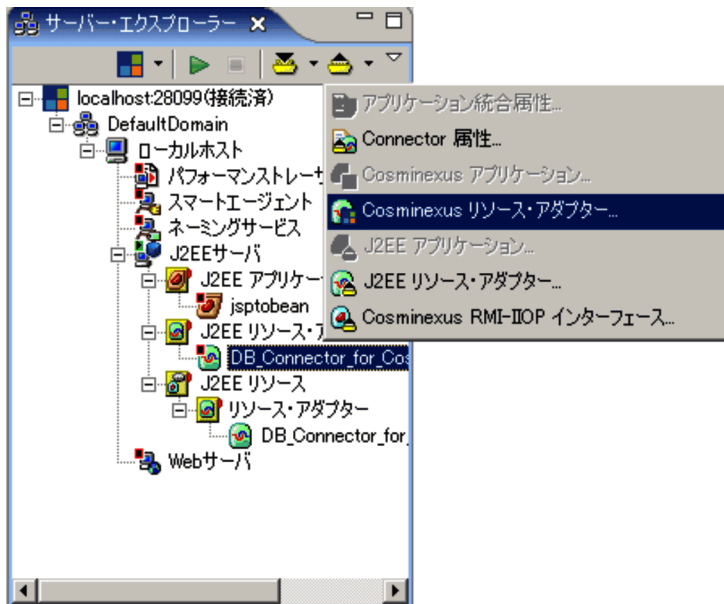 サーバー・エクスプローラー
localhost:28099(接続済)
DefaultDomain
ローカルホスト
パフォーマンストレーサ
スマートエージェント
ネーミングサービス
J2EEサーバ
J2EE アプリケー
jsptobean
J2EE リソース・ア
DB_Connector_for_Cos
J2EE リソース
リソース・アダプター
DB_Connector_for_
Webサーバ
アプリケーション統合属性...
Connector 属性...
Cosminexus アプリケーション...
Cosminexus リソース・アダプター...
J2EE アプリケーション...
J2EE リソース・アダプター...
Cosminexus RMI-IIOP インターフェース...